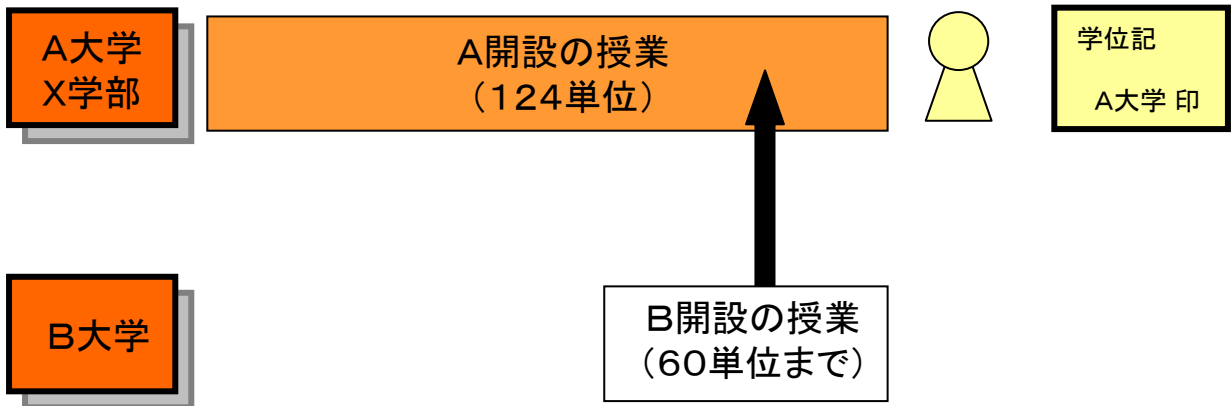 A大学
X学部
A開設の授業
（124単位）
学位記
A大学 印
B大学
B開設の授業
（60単位まで）